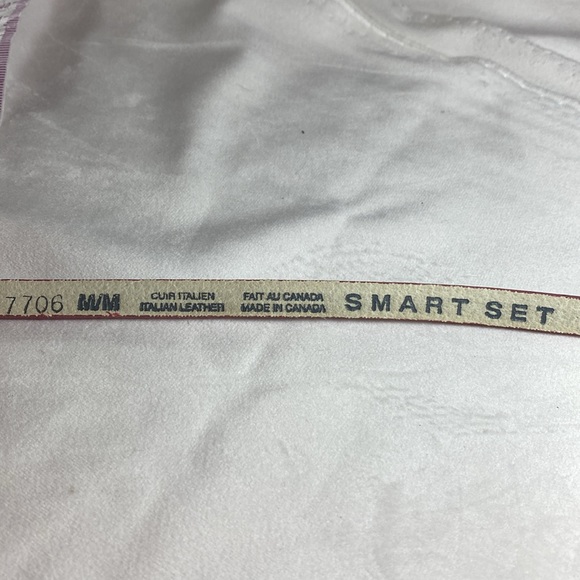 7706 M/M CUIR ITALIEN FAIT AU CANADA SMART SET
ITALIAN LEATHER MADE IN CANADA